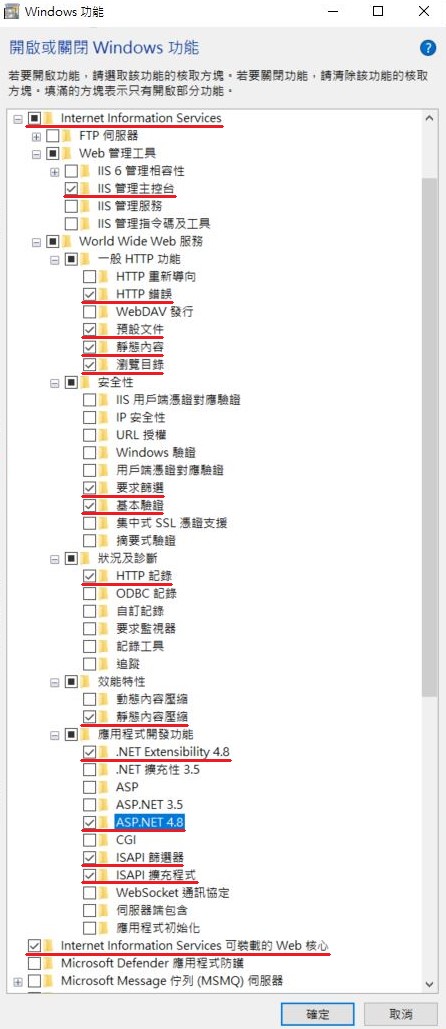 Windows 功能
開啟或關閉 Windows 功能
若要開啟功能，請選取該功能的核取方塊。若要關閉功能，請清除該功能的核取
方塊。填滿的方塊表示只有開啟部分功能。
Internet Information Services
FTP 伺服器
Web 管理工具
IIS 6 管理相容性
IIS 管理主控台
IIS 管理服務
IIS 管理指令碼及工具
World Wide Web 服務
一般 HTTP 功能
HTTP 重新導向
HTTP 錯誤
WebDAV 發行
預設文件
靜態內容
瀏覽目錄
安全性
IIS 用戶端憑證對應驗證
IP 安全性
URL 授權
Windows 驗證
用戶端憑證對應驗證
要求篩選
基本驗證
集中式 SSL 憑證支援
摘要式驗證
狀況及診斷
HTTP 記錄
ODBC 記錄
自訂記錄
要求監視器
記錄工具
追蹤
效能特性
動態內容壓縮
靜態內容壓縮
應用程式開發功能
.NET Extensibility 4.8
.NET 擴充性 3.5
ASP
ASP.NET 3.5
ASP.NET 4.8
CGI
ISAPI 篩選器
ISAPI 擴充程式
WebSocket 通訊協定
伺服器端包含
應用程式初始化
Internet Information Services 可裝載的 Web 核心
Microsoft Defender 應用程式防護
Microsoft Message 佇列 (MSMQ) 伺服器
確定
取消